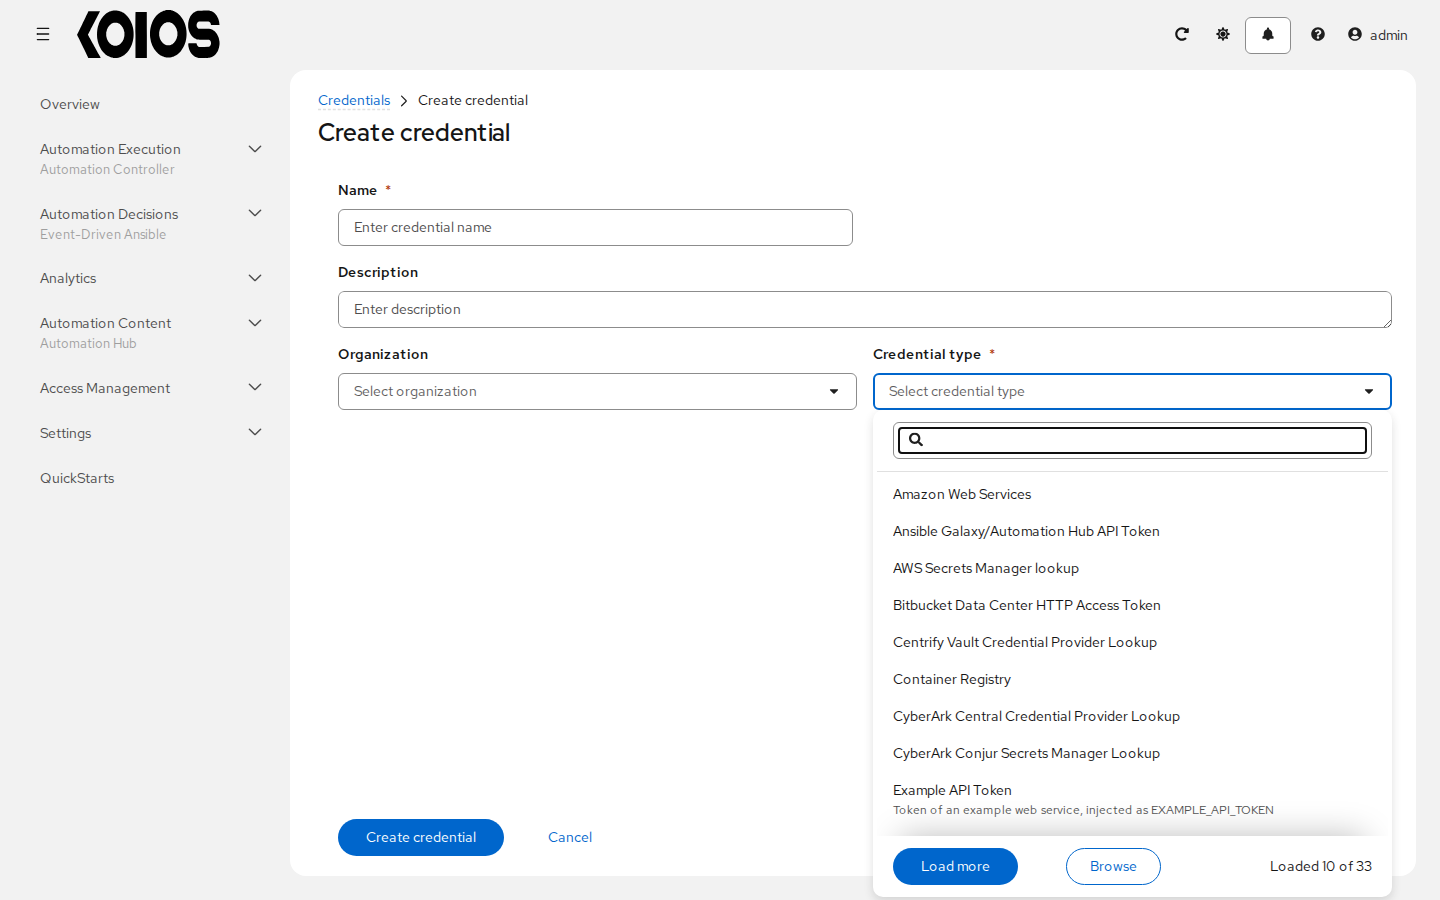 KOIOS
admin
Overview
Automation Execution
Automation Controller
Automation Decisions
Event-Driven Ansible
Analytics
Automation Content
Automation Hub
Access Management
Settings
QuickStarts
Credentials
Create credential
Create credential
Name *
Enter credential name
Description
Enter description
Organization
Select organization
Credential type *
Select credential type
Amazon Web Services
Ansible Galaxy/Automation Hub API Token
AWS Secrets Manager lookup
Bitbucket Data Center HTTP Access Token
Centrify Vault Credential Provider Lookup
Container Registry
CyberArk Central Credential Provider Lookup
CyberArk Conjur Secrets Manager Lookup
Example API Token
Token of an example web service, injected as EXAMPLE_API_TOKEN
Load more
Browse
Loaded 10 of 33
Create credential
Cancel